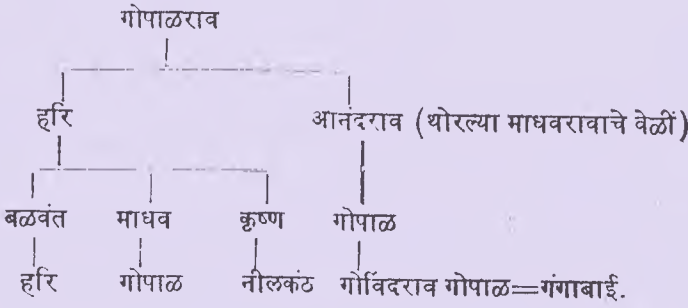 गोपाळराव
हरि आनंदराव (थोरल्या माधवरावाचे वेळीं)
बळवंत माधव कृष्ण गोपाळ
हरि गोपाळ नीलकंठ गोविंदराव गोपाळ=गंगाबाई.